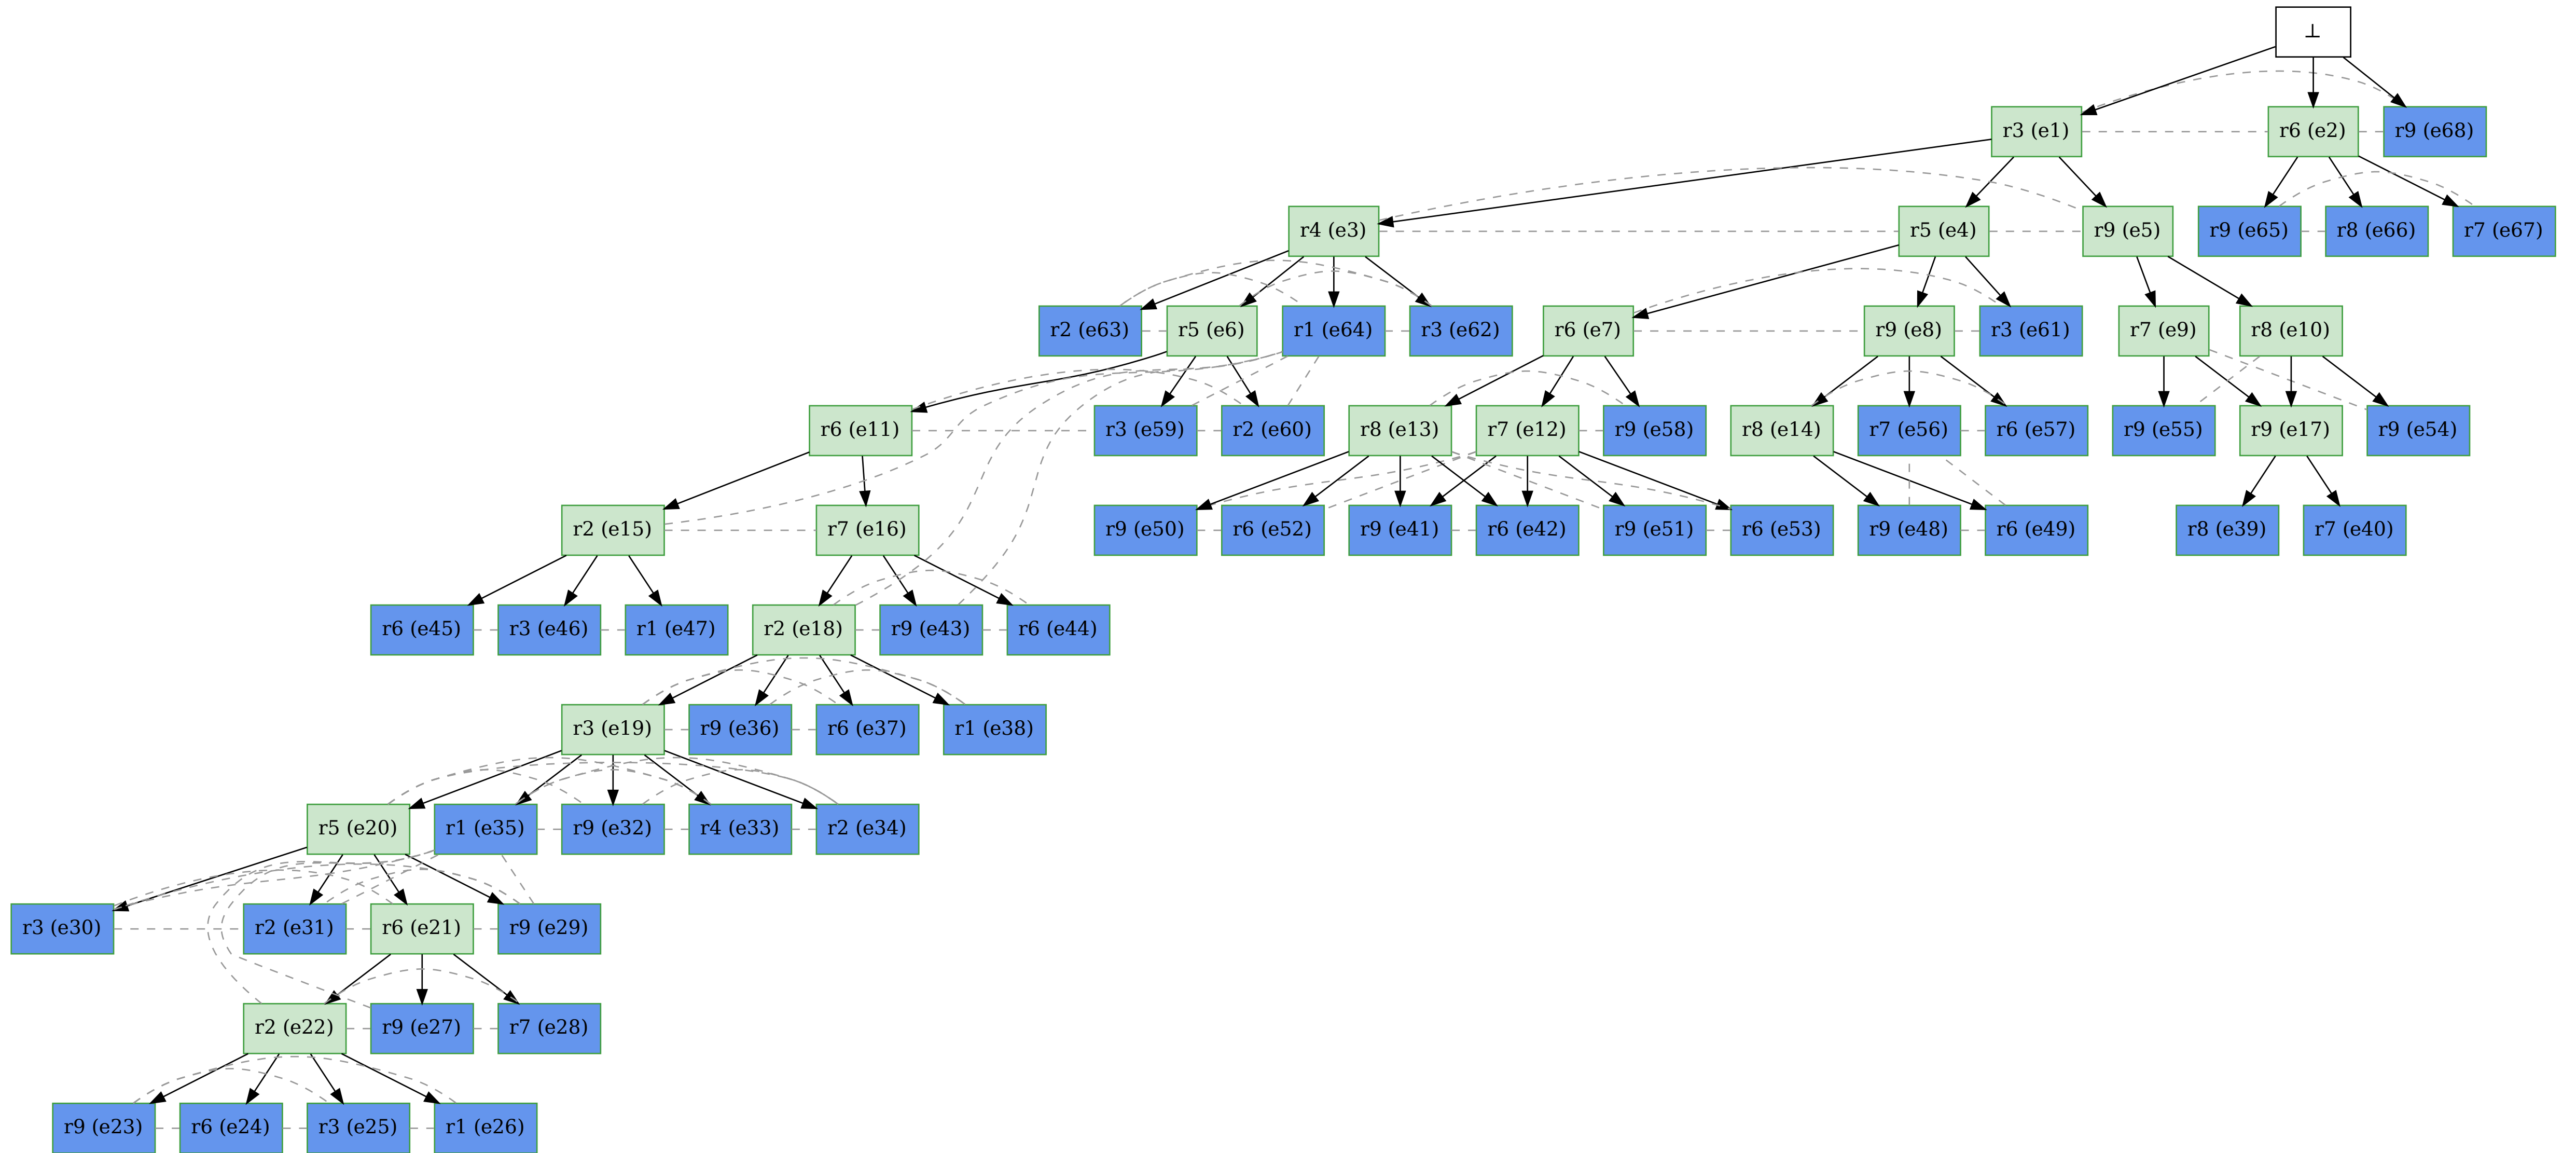 ⊥
r3 (e1)
r6 (e2)
r9 (e68)
r4 (e3)
r5 (e4)
r9 (e5)
r9 (e65)
r8 (e66)
r7 (e67)
r2 (e63)
r5 (e6)
r1 (e64)
r3 (e62)
r6 (e7)
r9 (e8)
r3 (e61)
r7 (e9)
r8 (e10)
r6 (e11)
r3 (e59)
r2 (e60)
r8 (e13)
r7 (e12)
r9 (e58)
r8 (e14)
r7 (e56)
r6 (e57)
r9 (e55)
r9 (e17)
r9 (e54)
r2 (e15)
r7 (e16)
r9 (e50)
r6 (e52)
r9 (e41)
r6 (e42)
r9 (e51)
r6 (e53)
r9 (e48)
r6 (e49)
r8 (e39)
r7 (e40)
r6 (e45)
r3 (e46)
r1 (e47)
r2 (e18)
r9 (e43)
r6 (e44)
r3 (e19)
r9 (e36)
r6 (e37)
r1 (e38)
r5 (e20)
r1 (e35)
r9 (e32)
r4 (e33)
r2 (e34)
r3 (e30)
r2 (e31)
r6 (e21)
r9 (e29)
r2 (e22)
r9 (e27)
r7 (e28)
r9 (e23)
r6 (e24)
r3 (e25)
r1 (e26)